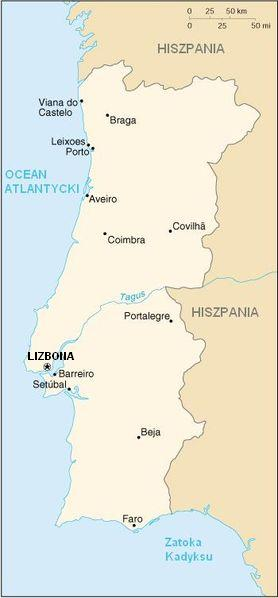 HISZPANIA
0 25 50 km
0 25 50 mi
Viana do
Castelo
Braga
Leixoes
Porto
OCEAN
ATLANTYCKI
Aveiro
Covilhã
Coimbra
Tagus
HISZPANIA
Portalegre
LIZBONA
Barreiro
Setúbal
Beja
Faro
Zatoka
Kadyksu